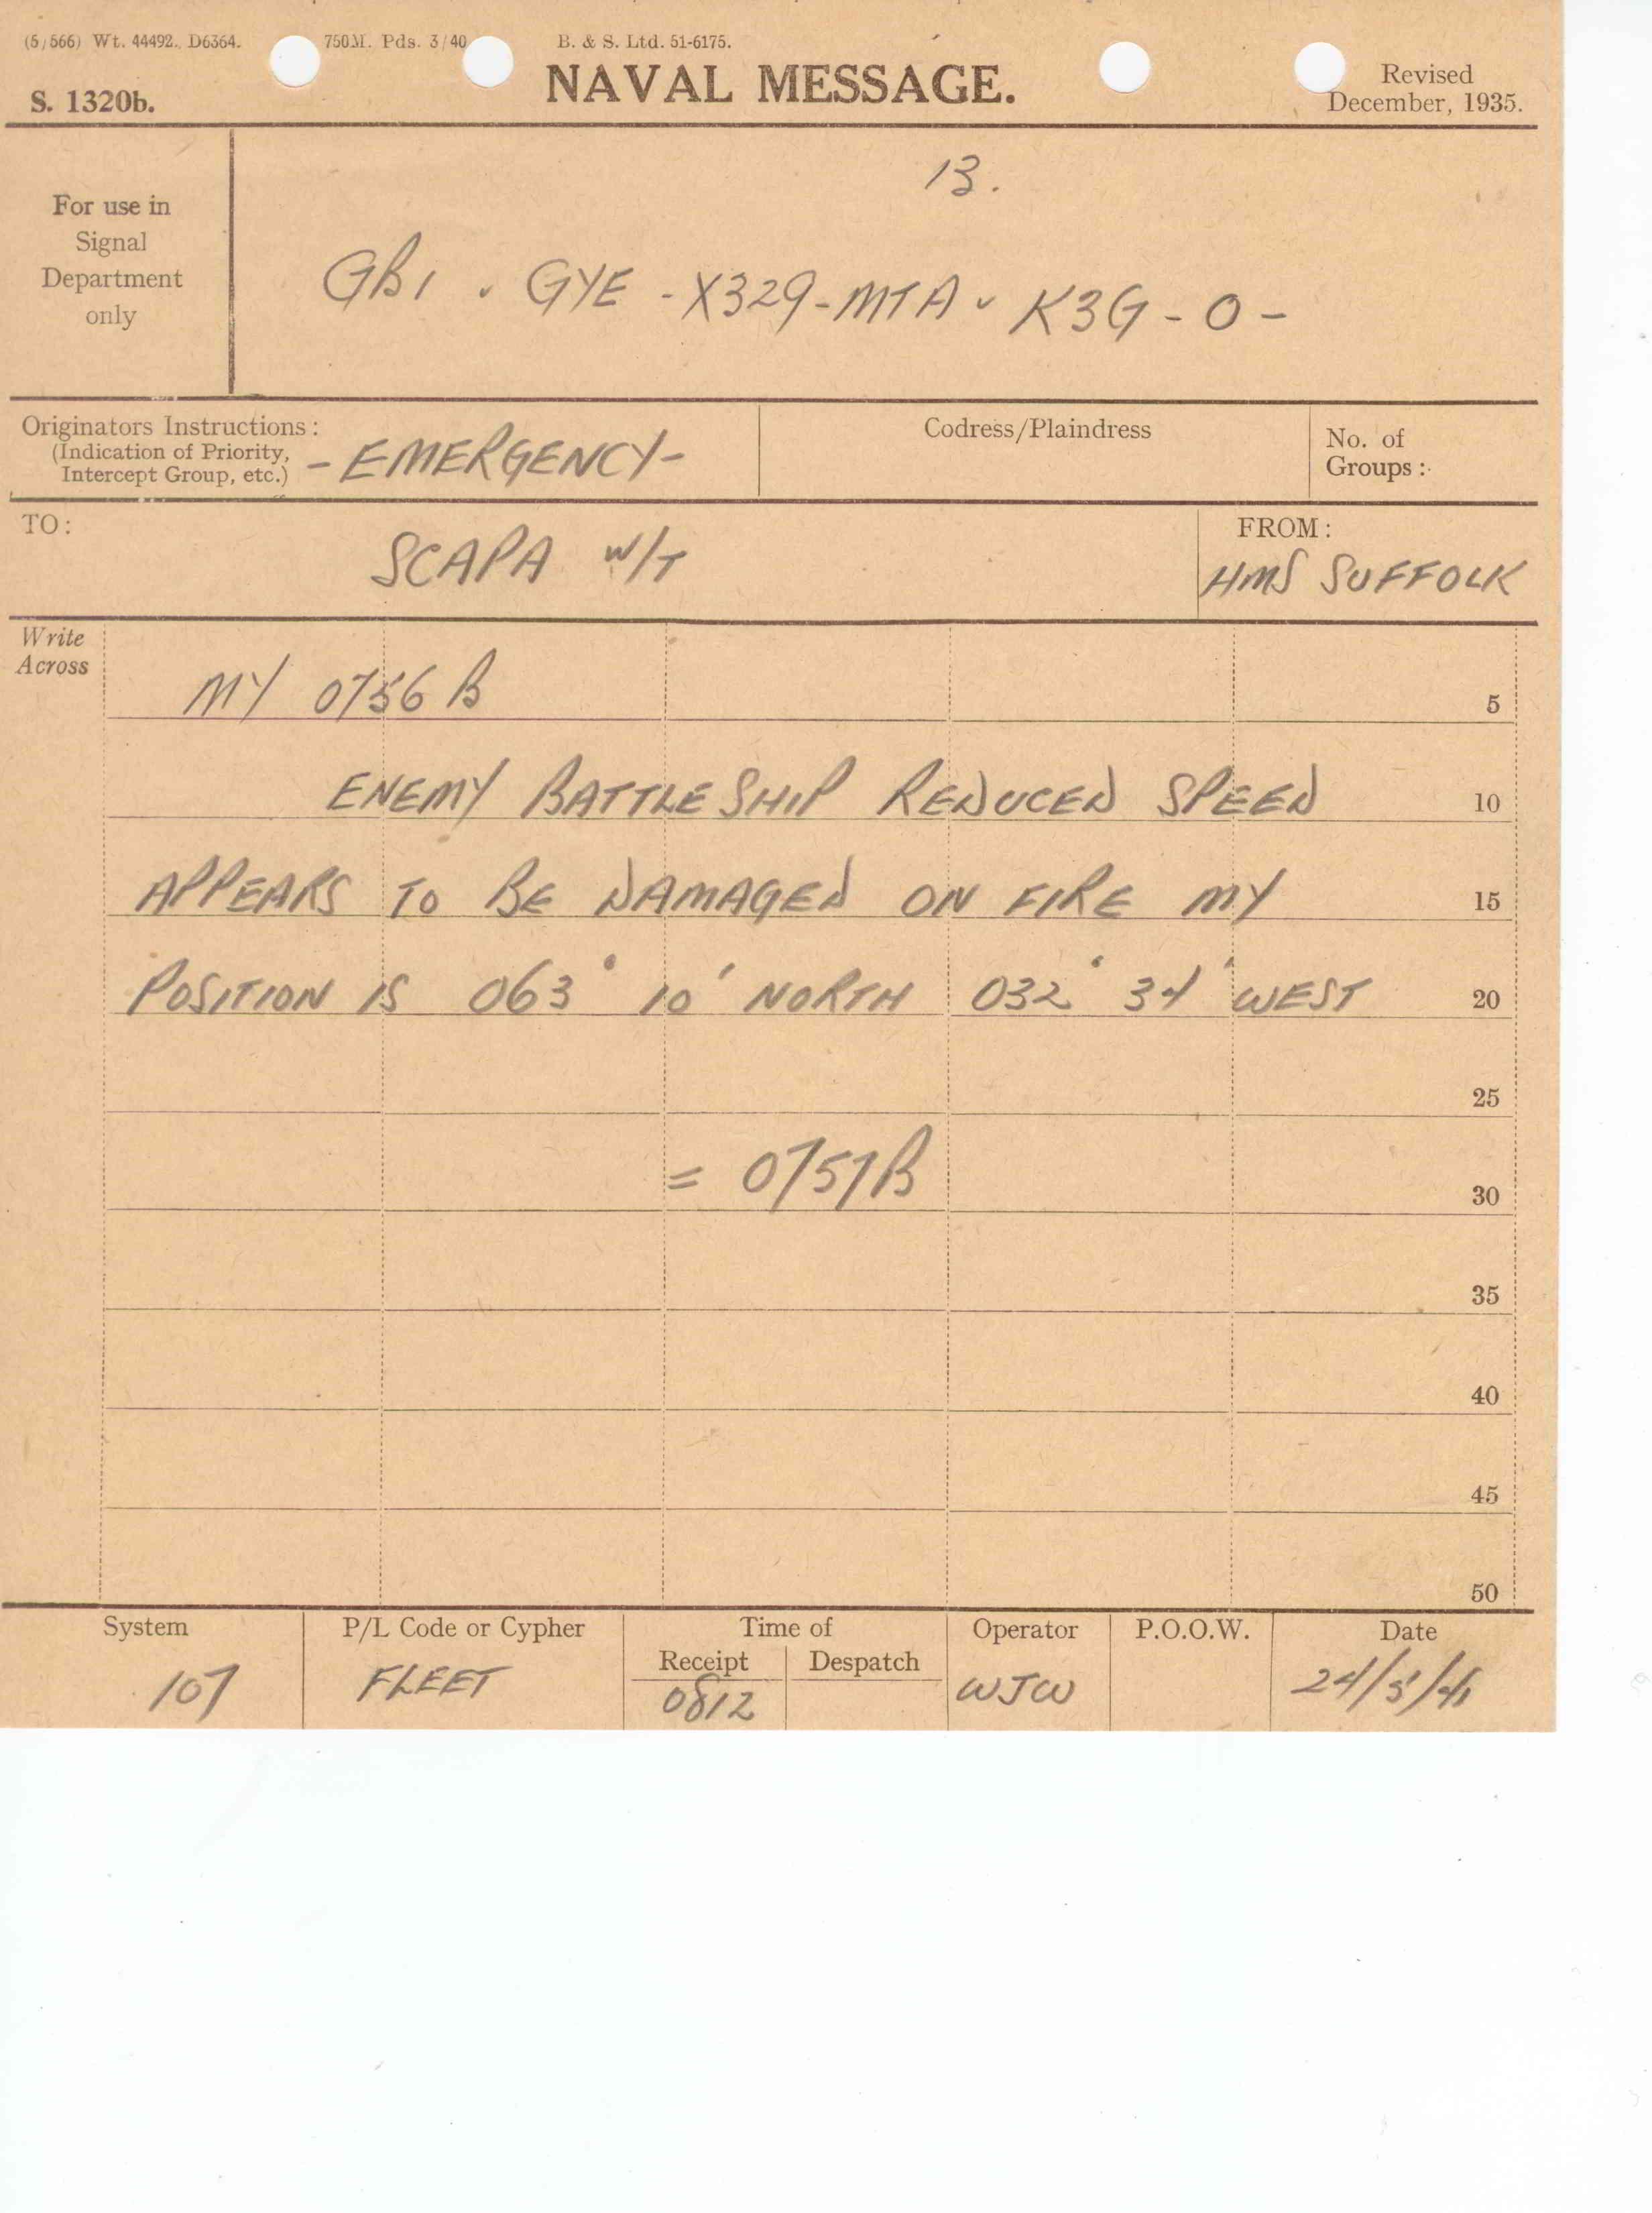 (5/566) Wt. 44492. D6364. 750M. Pds. 3/40 B. & S. Ltd. 51-6175.
S. 1320b.
NAVAL MESSAGE.
Revised
December, 1935.
For use in
Signal
Department
only
13.
GB1 v GYE - X329 - MTA v K3G - O -
Originators Instructions:
(Indication of Priority,
Intercept Group, etc.)
- EMERGENCY -
Codress/Plaindress
No. of
Groups:
TO:
SCAPA W/T
FROM:
HMS SUFFOLK
Write
Across
MY 0756 B
5
ENEMY BATTLESHIP REDUCED SPEED
10
APPEARS TO BE DAMAGED ON FIRE MY
15
POSITION IS 063° 10' NORTH 032° 34' WEST
20
25
= 0757B
30
35
40
45
50
System
P/L Code or Cypher
Time of
Receipt
Despatch
Operator
P.O.O.W.
Date
107
FLEET
0812
WJW
24/5/41